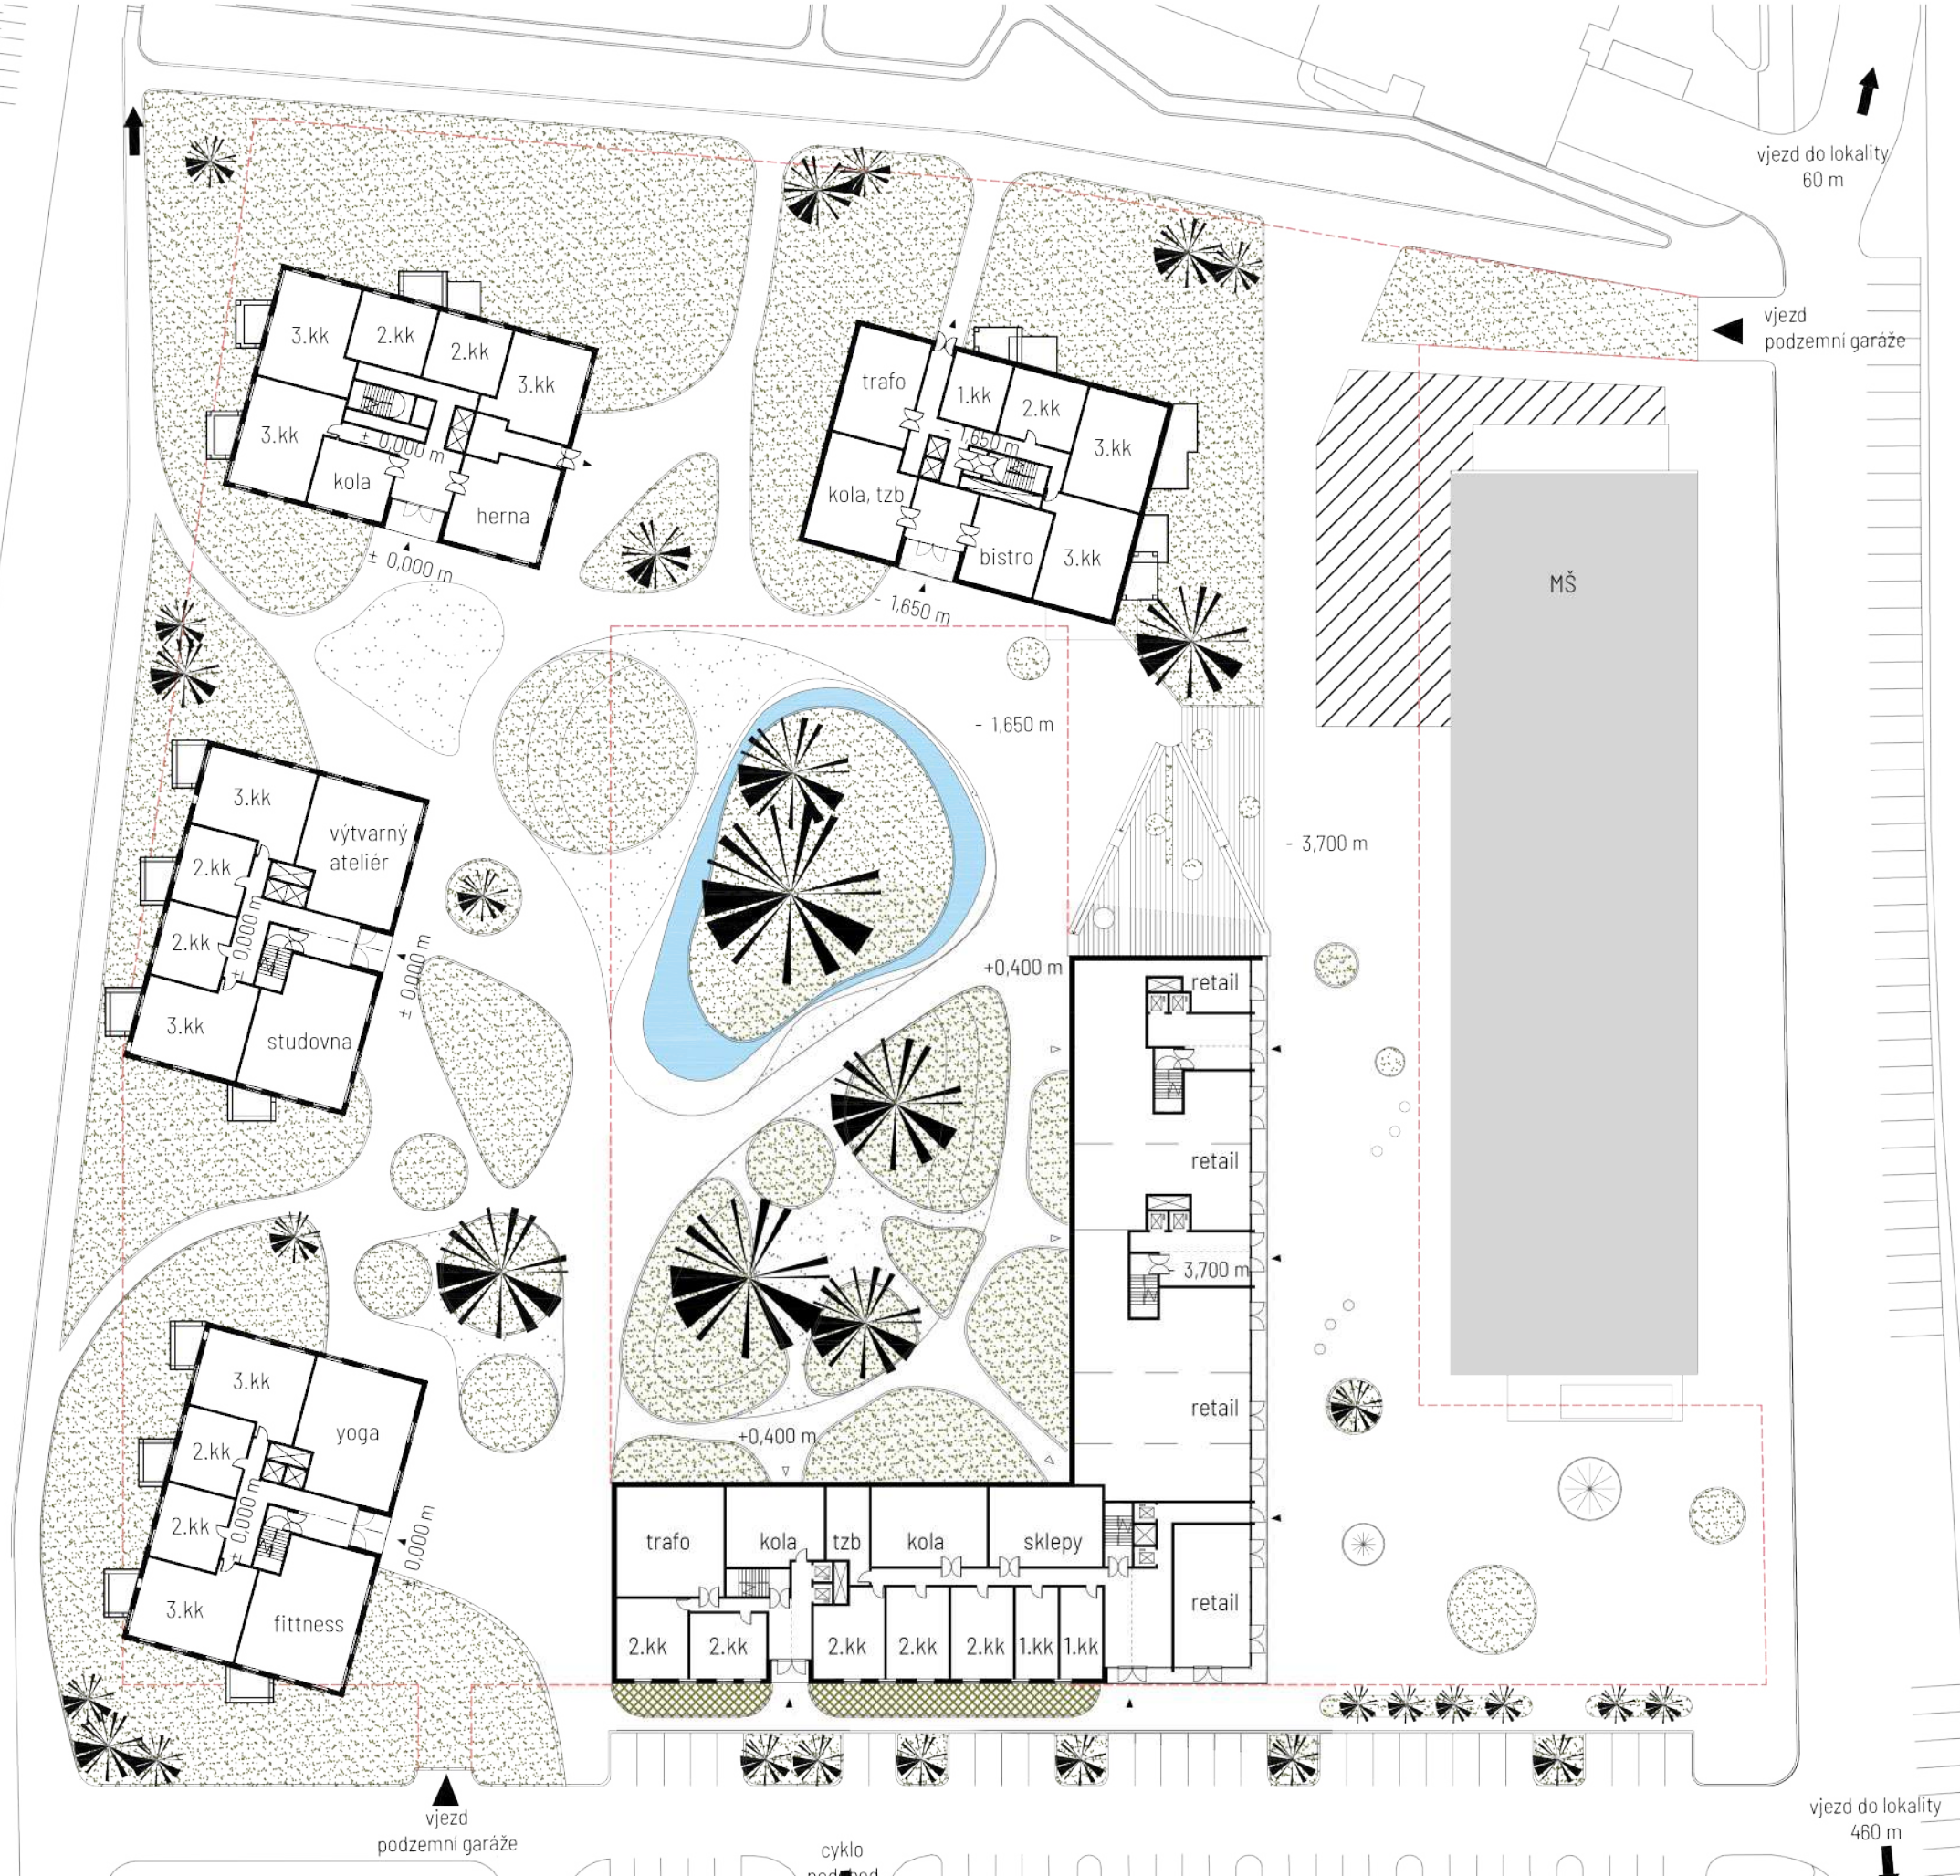 vjezd do lokality
60 m
vjezd
podzemní garáže
3.kk
2.kk
2.kk
3.kk
3.kk
± 0,000 m
kola
herna
± 0,000 m
trafo
1.kk
2.kk
3.kk
- 1,650 m
kola, tzb
bistro
3.kk
- 1,650 m
MŠ
- 1,650 m
3.kk
výtvarný
ateliér
2.kk
2.kk
± 0,000 m
± 0,000 m
3.kk
studovna
- 3,700 m
+0,400 m
retail
retail
- 3,700 m
retail
3.kk
yoga
2.kk
2.kk
± 0,000 m
± 0,000 m
3.kk
fittness
+0,400 m
trafo
kola
tzb
kola
sklepy
retail
2.kk
2.kk
2.kk
2.kk
2.kk
1.kk
1.kk
vjezd
podzemní garáže
cyklo
vjezd do lokality
460 m